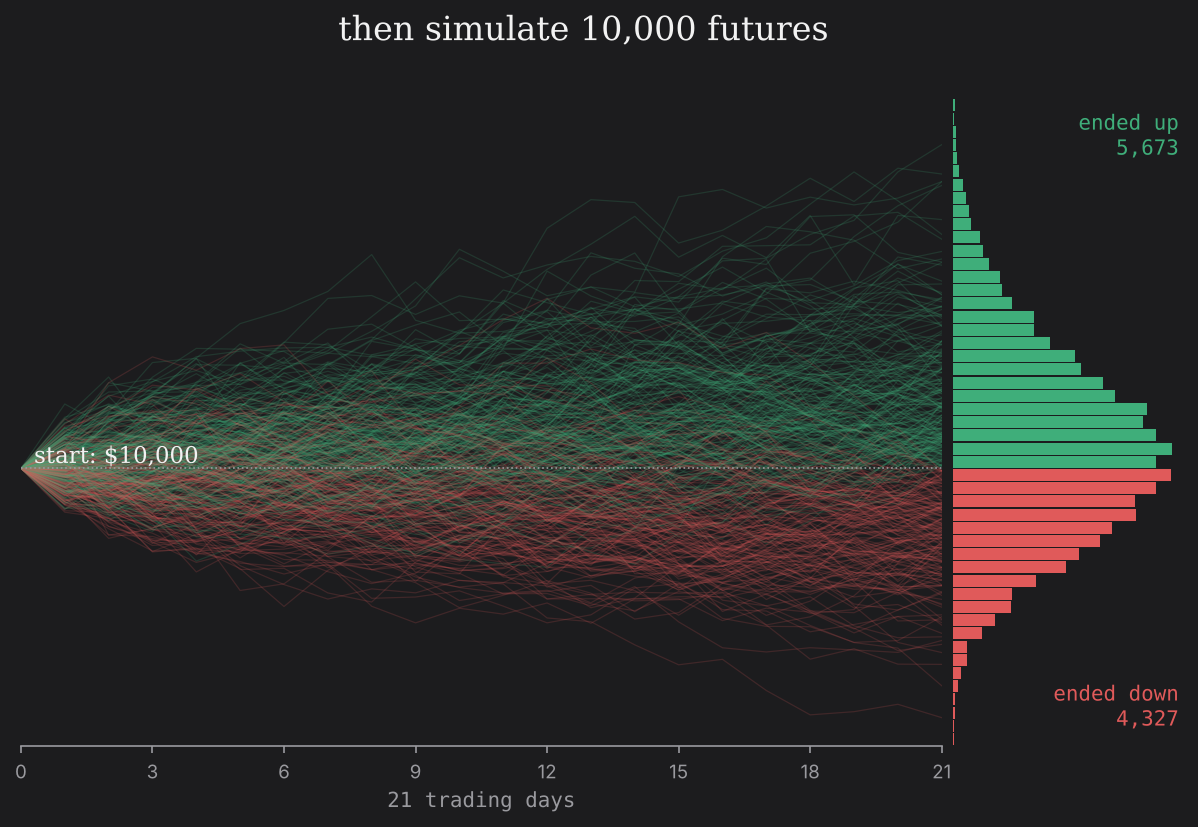 then simulate 10,000 futures
ended up
5,673
start: $10,000
ended down
4,327
0 3 6 9 12 15 18 21
21 trading days